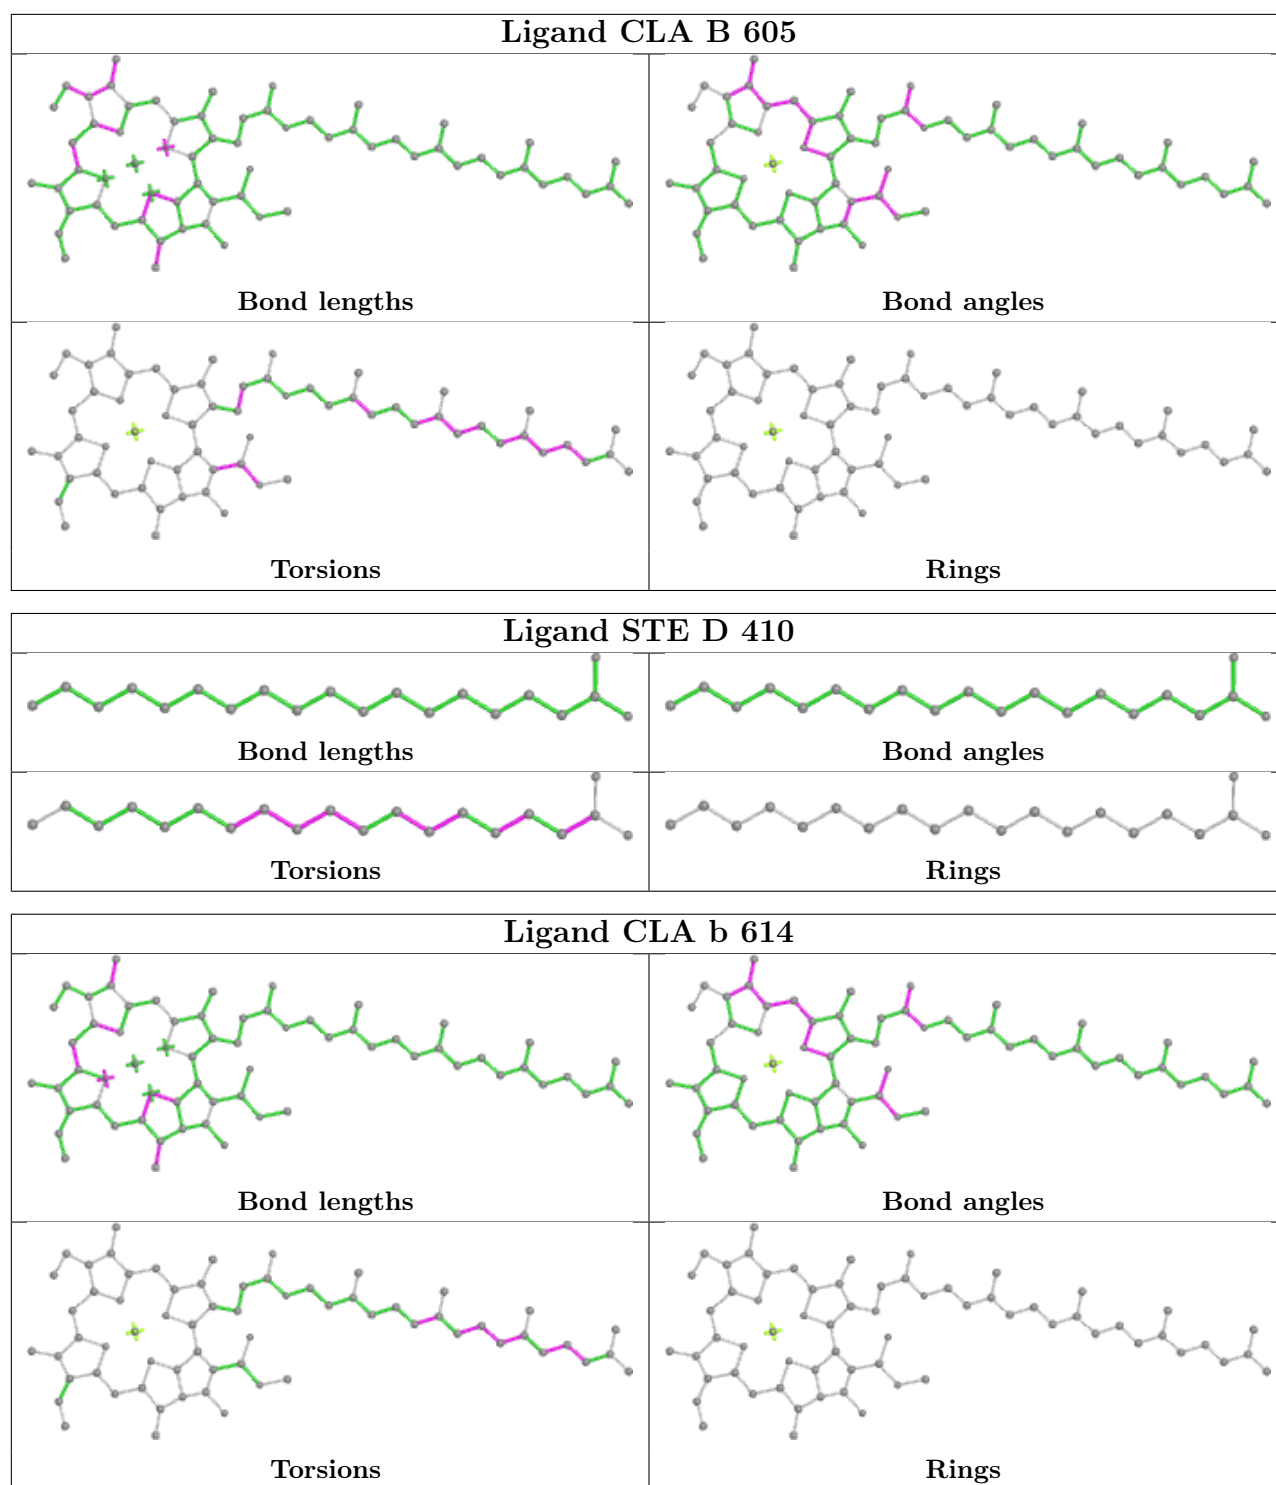 Ligand CLA B 605
Bond lengths
Bond angles
Torsions
Rings
Ligand STE D 410
Bond lengths
Bond angles
Torsions
Rings
Ligand CLA b 614
Bond lengths
Bond angles
Torsions
Rings